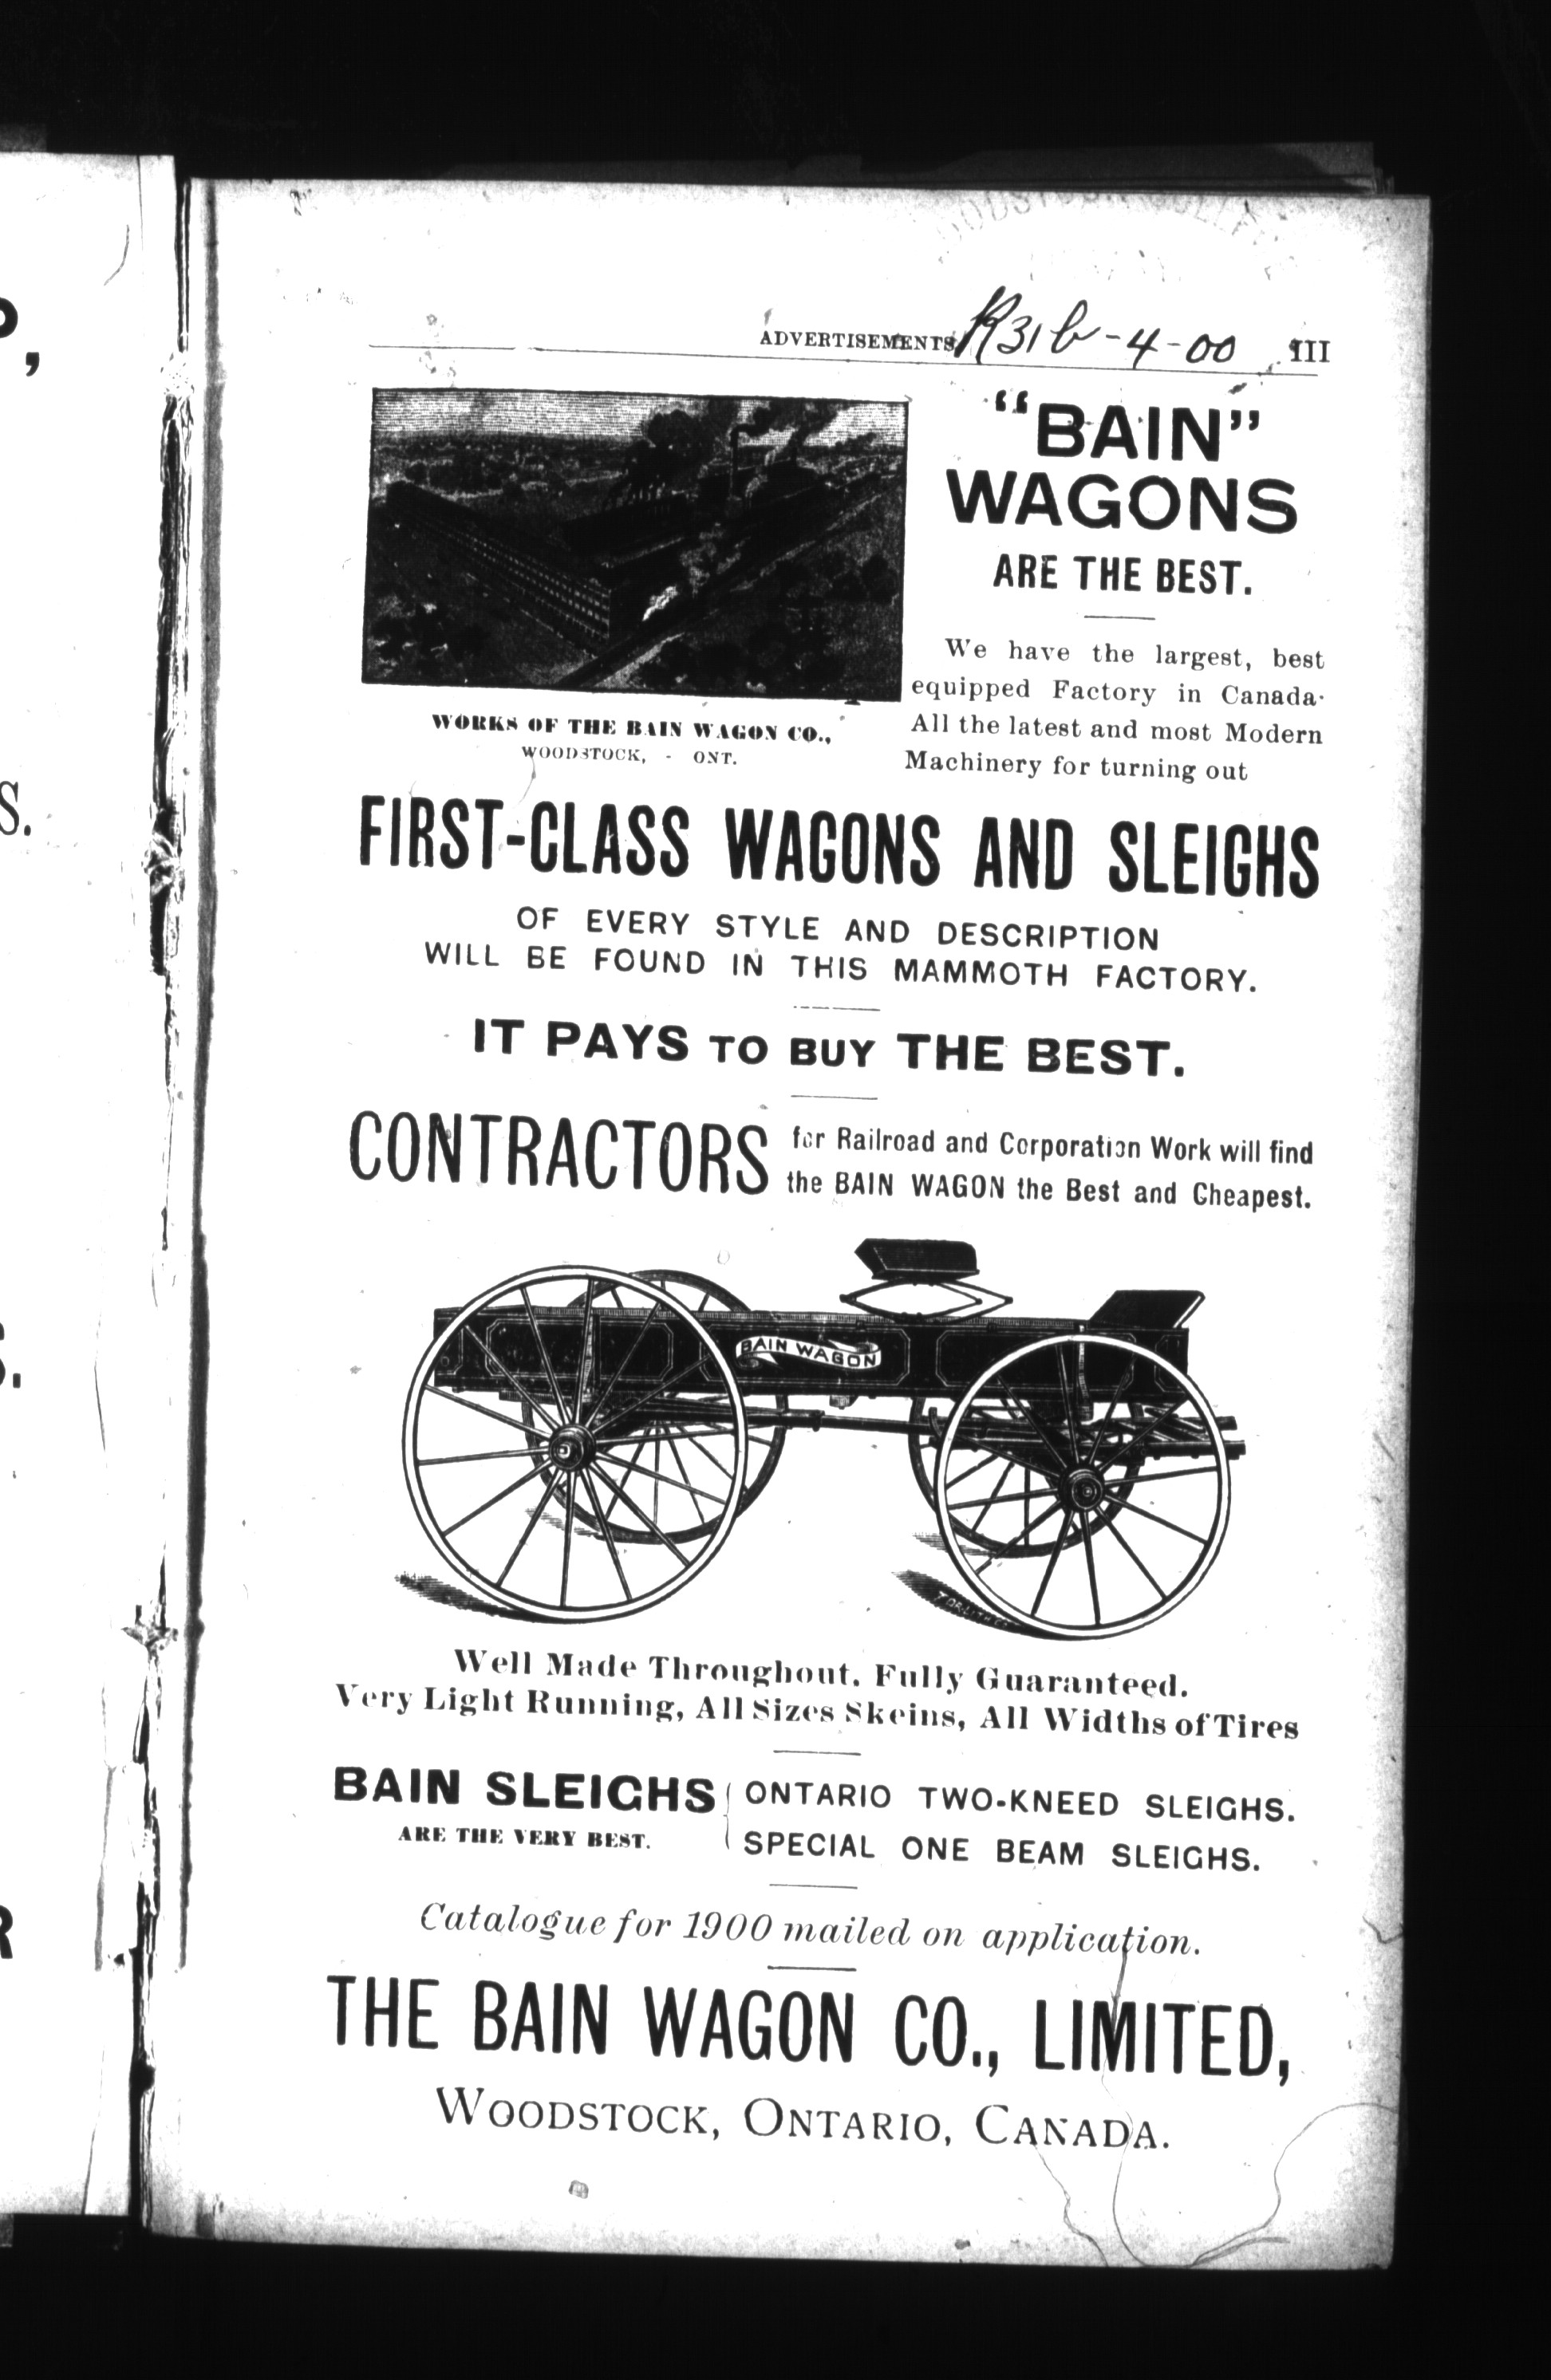 ADVERTISEMENTS R31b-4-00 III
"BAIN"
WAGONS
ARE THE BEST.
We have the largest, best
equipped Factory in Canada·
All the latest and most Modern
Machinery for turning out
WORKS OF THE BAIN WAGON CO.,
WOODSTOCK, - ONT.
FIRST-CLASS WAGONS AND SLEIGHS
OF EVERY STYLE AND DESCRIPTION
WILL BE FOUND IN THIS MAMMOTH FACTORY.
IT PAYS TO BUY THE BEST.
CONTRACTORS for Railroad and Corporation Work will find
the BAIN WAGON the Best and Cheapest.
BAIN WAGON
Well Made Throughout. Fully Guaranteed.
Very Light Running, All Sizes Skeins, All Widths of Tires
BAIN SLEIGHS
ARE THE VERY BEST.
ONTARIO TWO-KNEED SLEIGHS.
SPECIAL ONE BEAM SLEIGHS.
Catalogue for 1900 mailed on application.
THE BAIN WAGON CO., LIMITED,
WOODSTOCK, ONTARIO, CANADA.